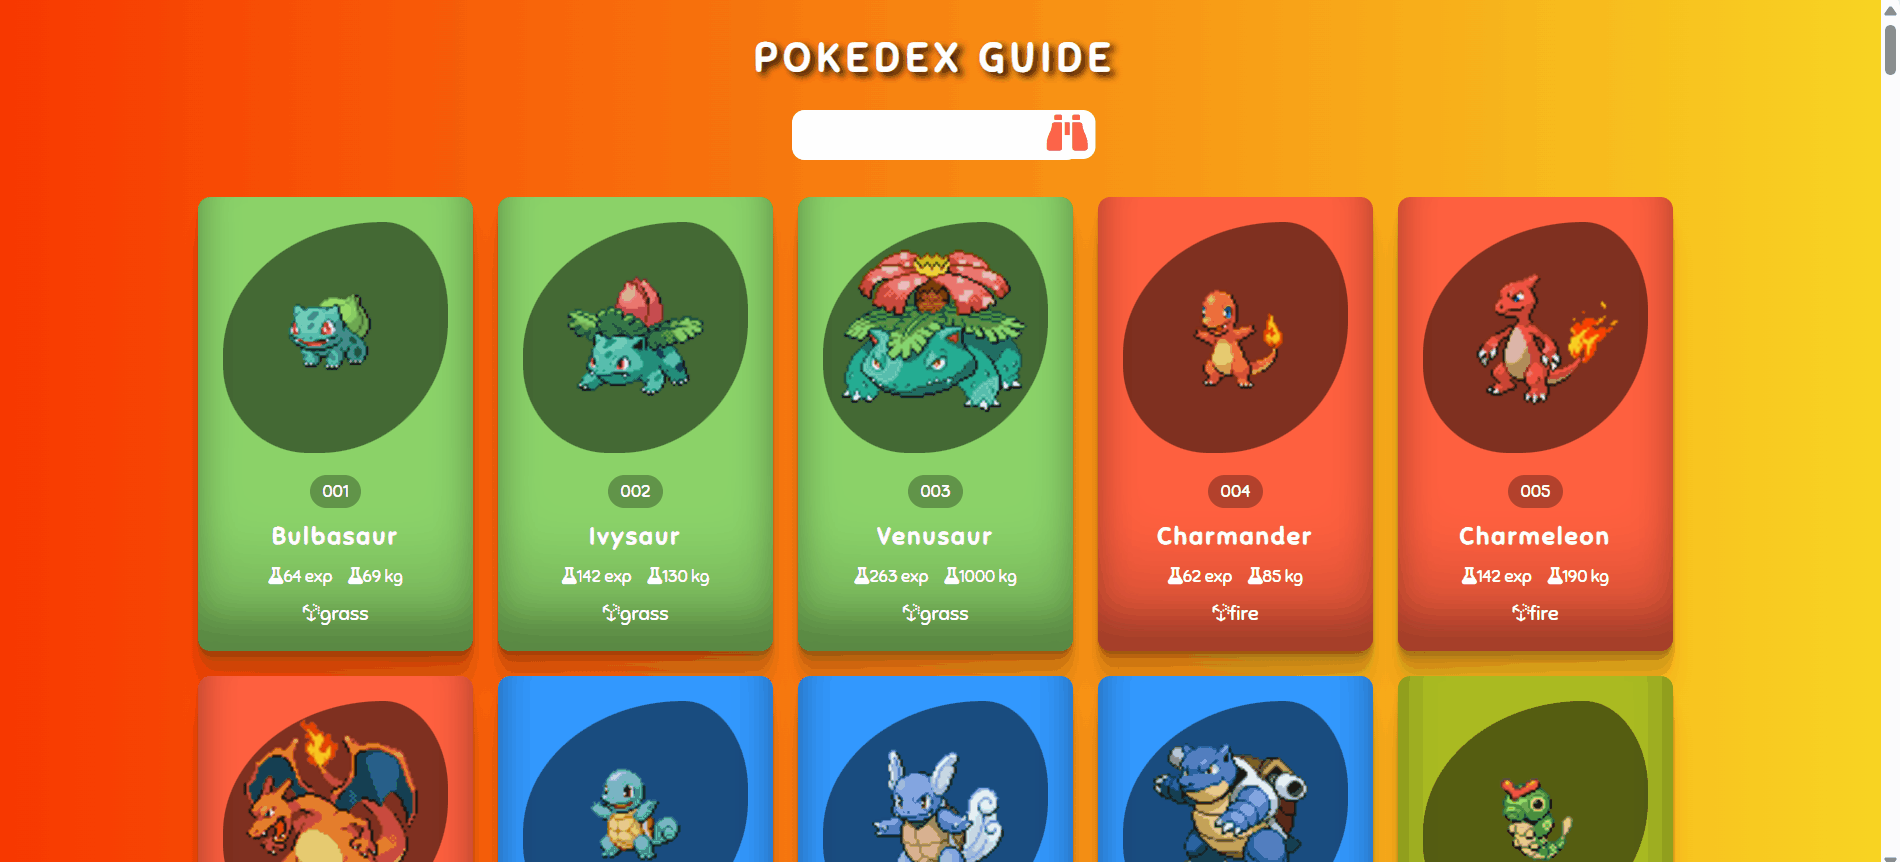 POKEDEX GUIDE
001
Bulbasaur
64 exp 69 kg
grass
002
Ivysaur
142 exp 130 kg
grass
003
Venusaur
263 exp 1000 kg
grass
004
Charmander
62 exp 85 kg
fire
005
Charmeleon
142 exp 190 kg
fire